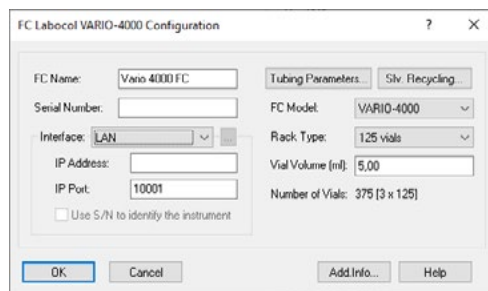 FC Labocol VARIO-4000 Configuration
FC Name: Vario 4000 FC
Serial Number:
Interface: LAN ...
IP Address:
IP Port: 10001
Use S/N to identify the instrument
Tubing Parameters... Slv. Recycling...
FC Model: VARIO-4000
Rack Type: 125 vials
Vial Volume (ml): 5,00
Number of Vials: 375 [3 x 125]
OK Cancel Add.Info... Help